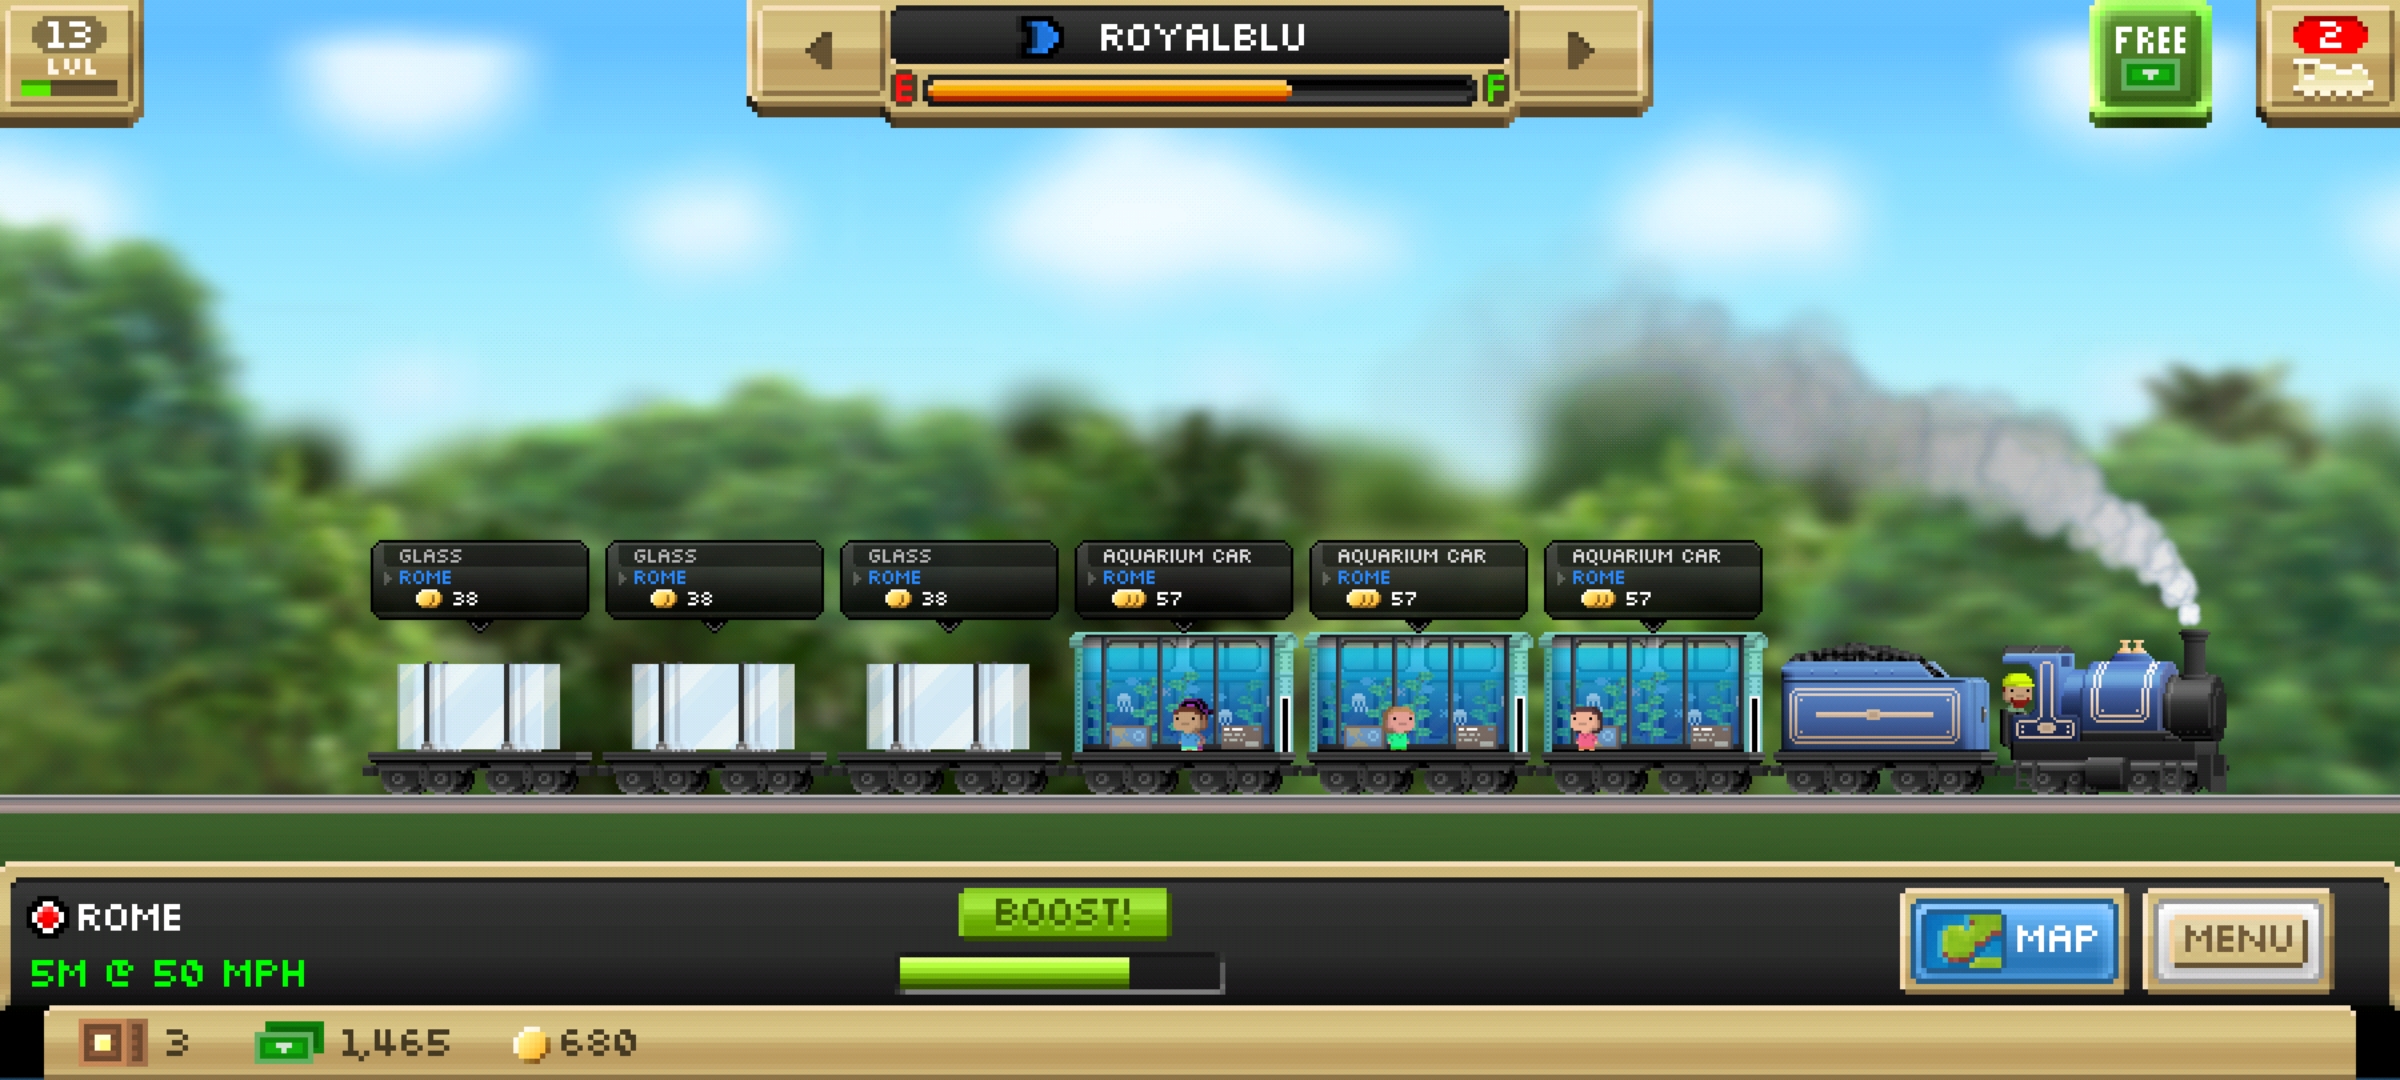 13
LVL
ROYALBLU
E
F
FREE
2
GLASS
ROME
38
GLASS
ROME
38
GLASS
ROME
38
AQUARIUM CAR
ROME
57
AQUARIUM CAR
ROME
57
AQUARIUM CAR
ROME
57
ROME
5M @ 50 MPH
BOOST!
MAP
MENU
3
1,465
680